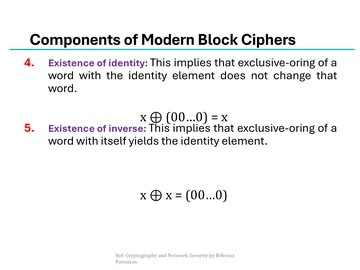 Components of Modern Block Ciphers
4. Existence of identity: This implies that exclusive-oring of a
word with the identity element does not change that
word.
x ⊕ (00…0) = x
5. Existence of inverse: This implies that exclusive-oring of a
word with itself yields the identity element.
x ⊕ x = (00…0)
Ref: Cryptography and Network Security by Behrouz
Forouzan